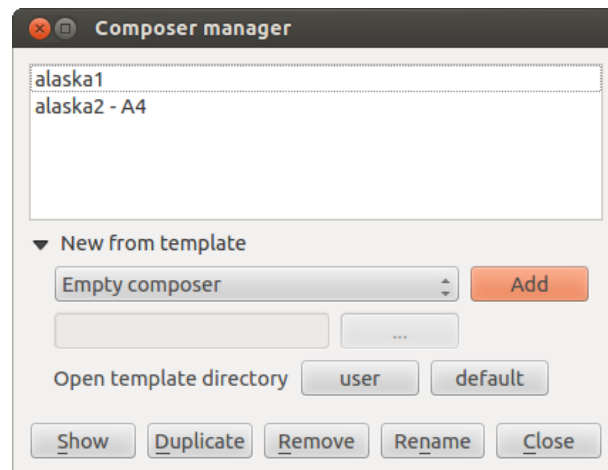 Composer manager
alaska1
alaska2 - A4
New from template
Empty composer Add
...
Open template directory user default
Show Duplicate Remove Rename Close